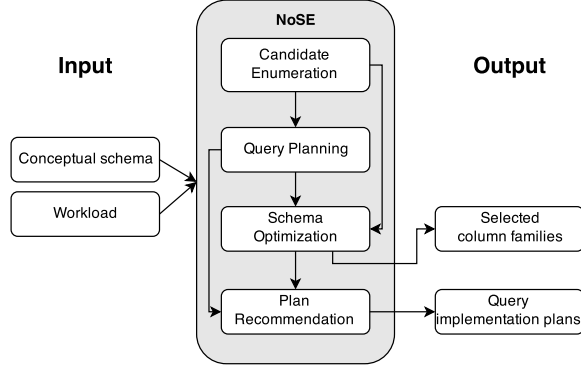 NoSE
Input
Output
Candidate
Enumeration
Conceptual schema
Query Planning
Workload
Schema
Optimization
Selected
column families
Plan
Recommendation
Query
implementation plans